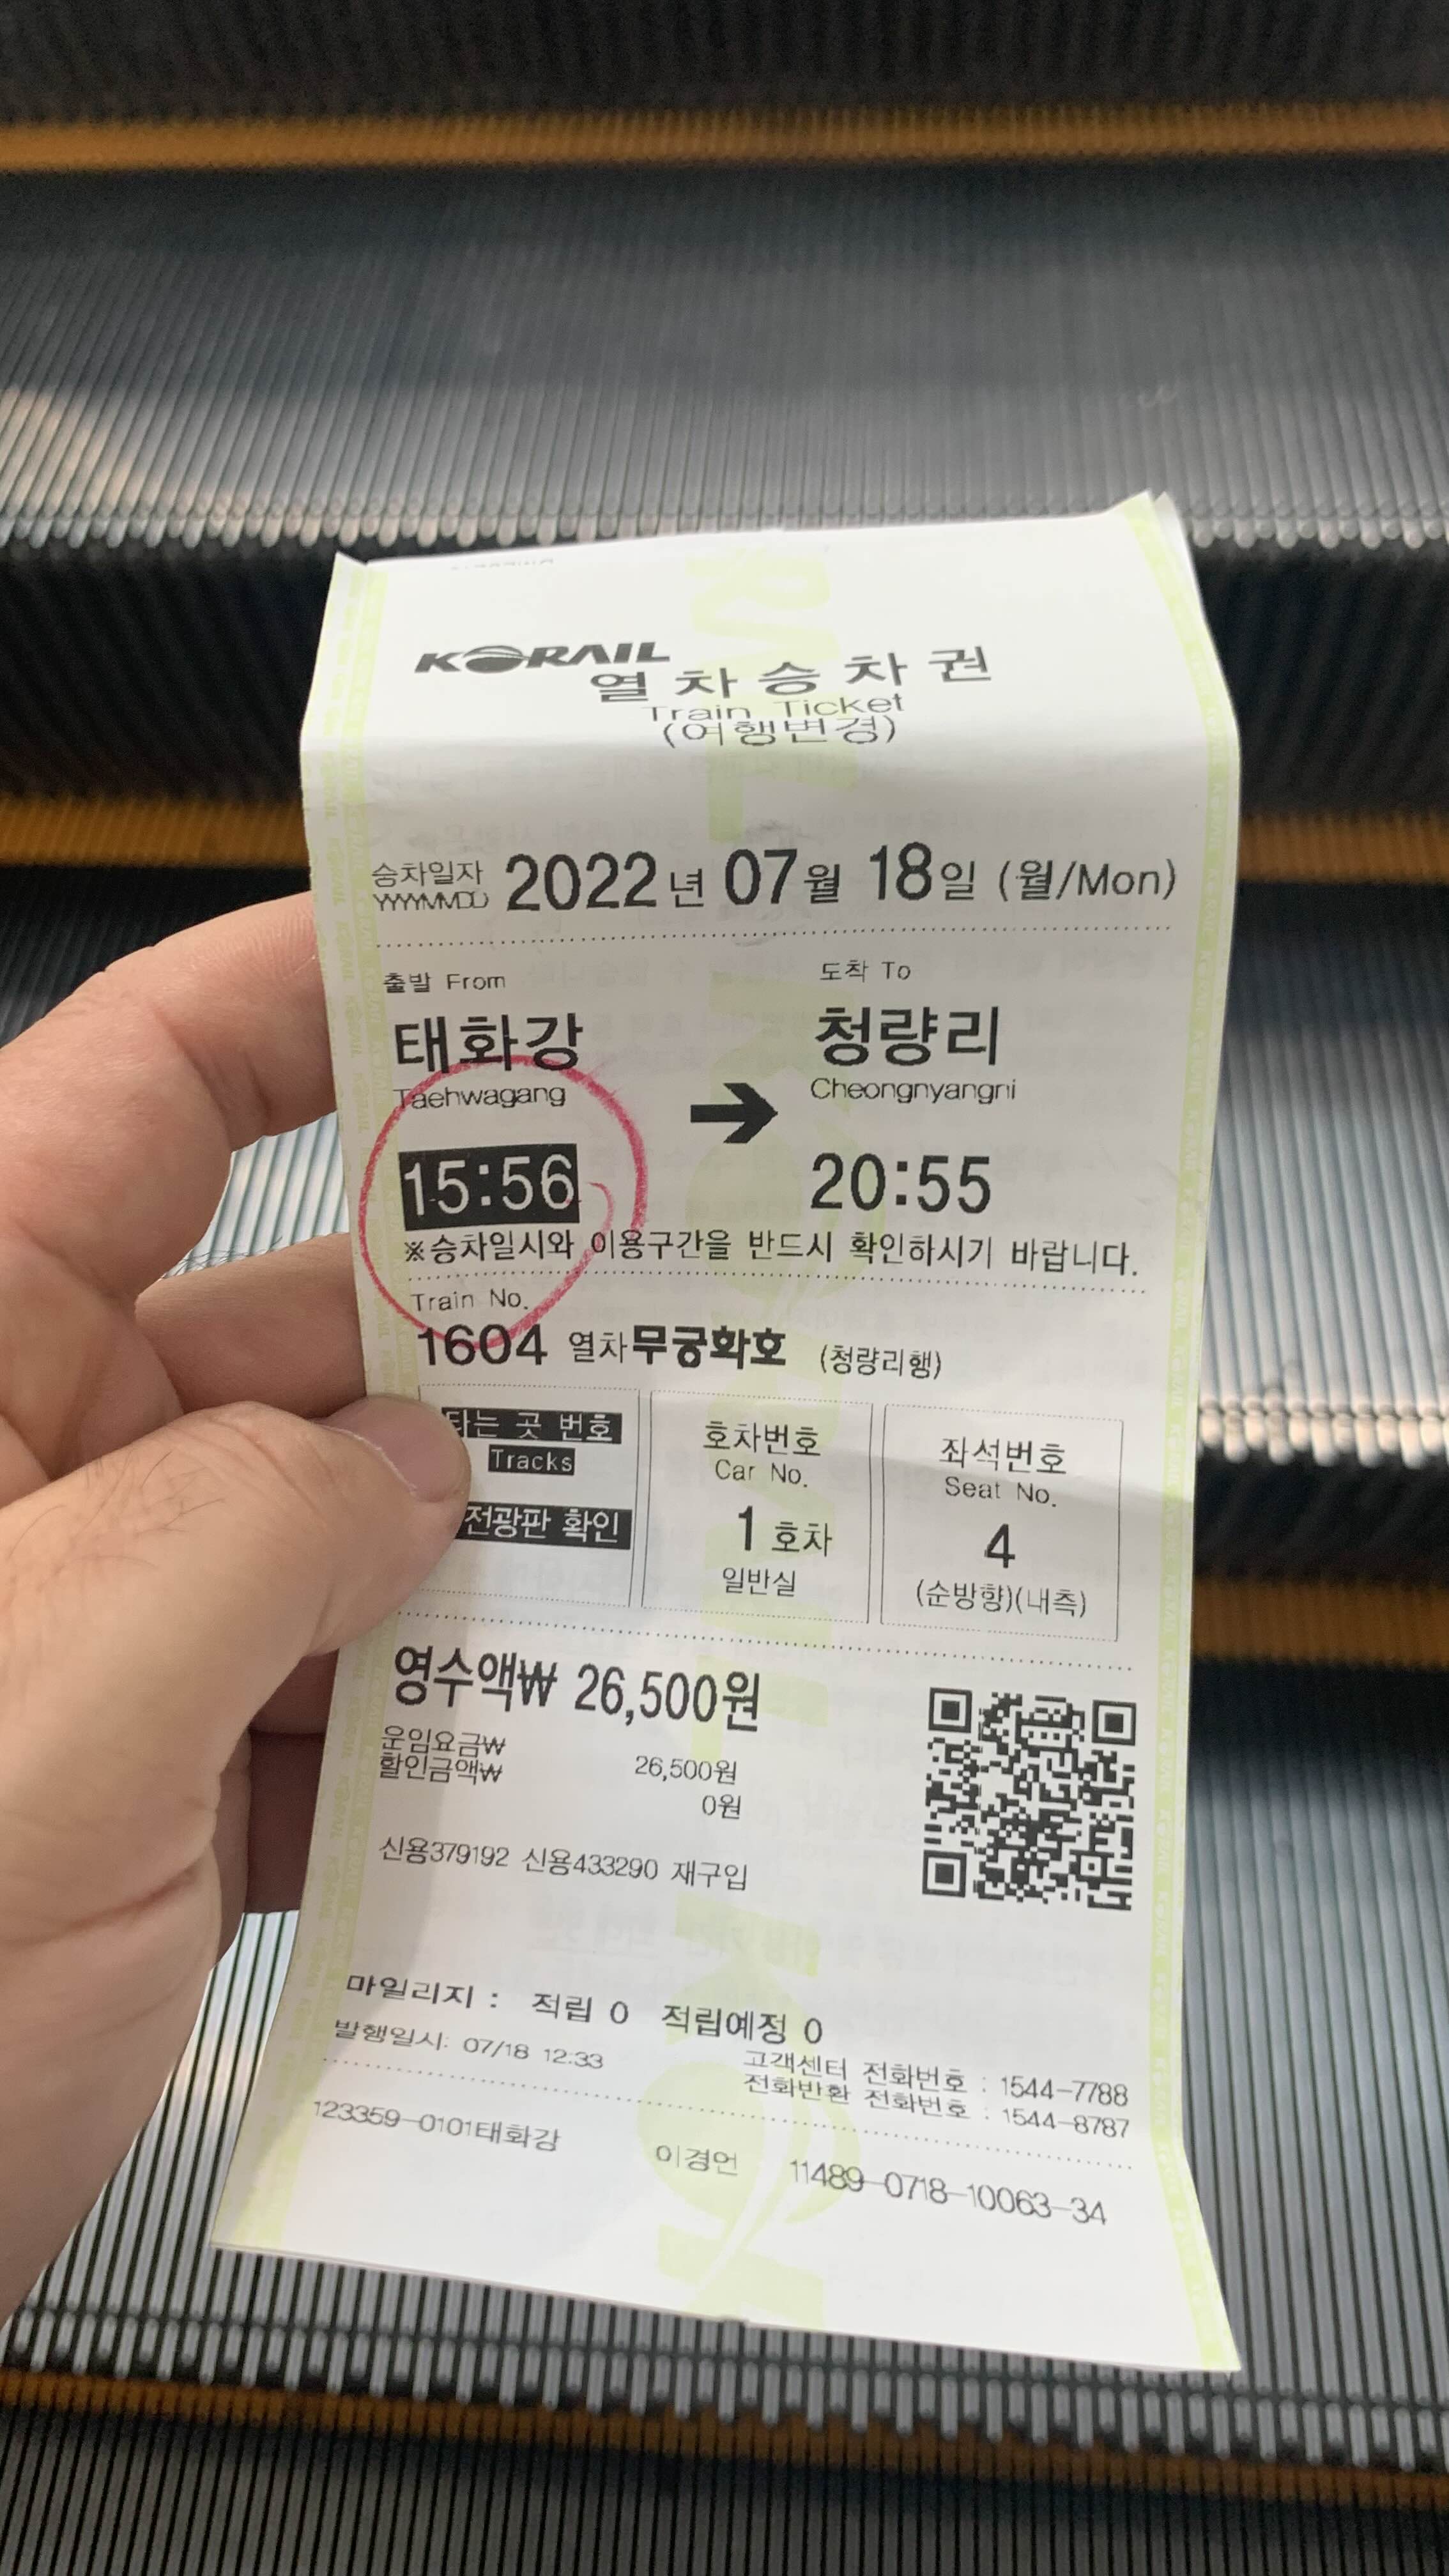 KORAIL
열차승차권
Train Ticket
(여행변경)
승차일자 2022년 07월 18일 (월/Mon)
YYYYMMDD
출발 From 도착 To
태화강 청량리
Taehwagang → Cheongnyangni
15:56 20:55
※승차일시와 이용구간을 반드시 확인하시기 바랍니다.
Train No.
1604 열차 무궁화호 (청량리행)
타는 곳 번호 호차번호 좌석번호
Tracks Car No. Seat No.
전광판 확인 1 호차 4
일반실 (순방향)(내측)
영수액₩ 26,500원
운임요금₩ 26,500원
할인금액₩ 0원
신용379192 신용433290 재구입
마일리지 : 적립 0 적립예정 0
발행일시: 07/18 12:33 고객센터 전화번호 : 1544-7788
전화반환 전화번호 : 1544-8787
123359-0101태화강 이경언 11489-0718-10063-34